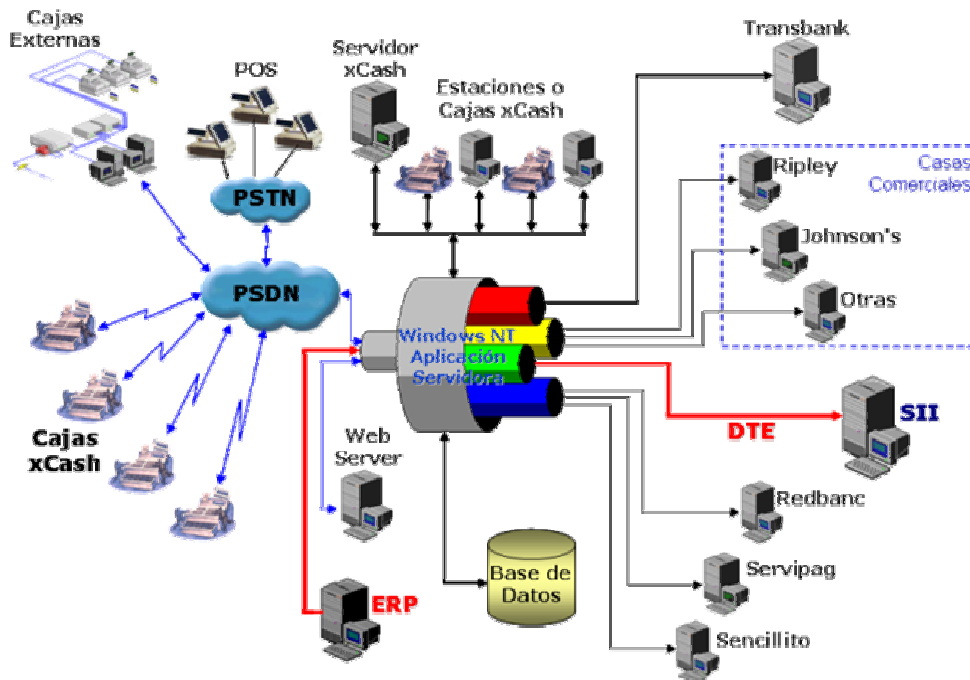 Cajas
Externas
POS
Servidor
xCash
Estaciones o
Cajas xCash
Transbank
Ripley
Casas
Comerciales
Johnson's
Otras
PSTN
PSDN
Windows NT
Aplicación
Servidora
Cajas
xCash
Web
Server
DTE
SII
Redbanc
Servipag
Sencillito
Base de
Datos
ERP